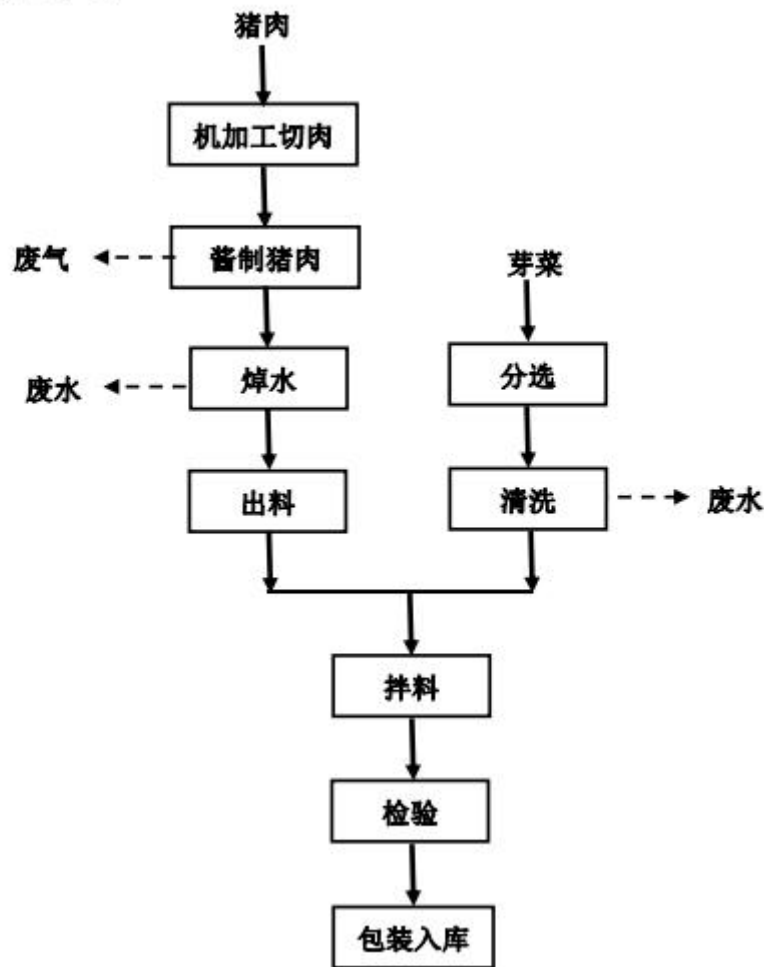 猪肉
机加工切肉
废气
酱制猪肉
芽菜
废水
焯水
分选
出料
清洗
废水
拌料
检验
包装入库